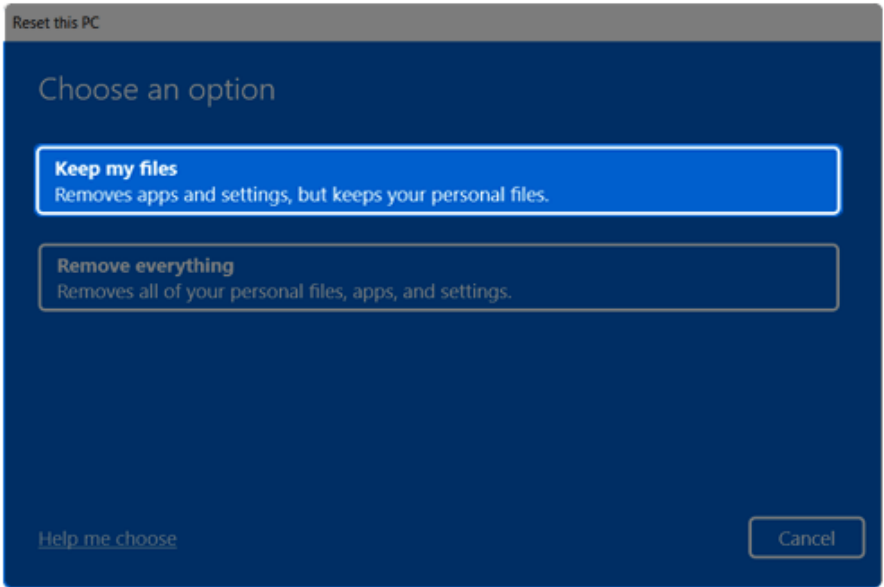 Reset this PC
Choose an option
Keep my files
Removes apps and settings, but keeps your personal files.
Remove everything
Removes all of your personal files, apps, and settings.
Help me choose
Cancel